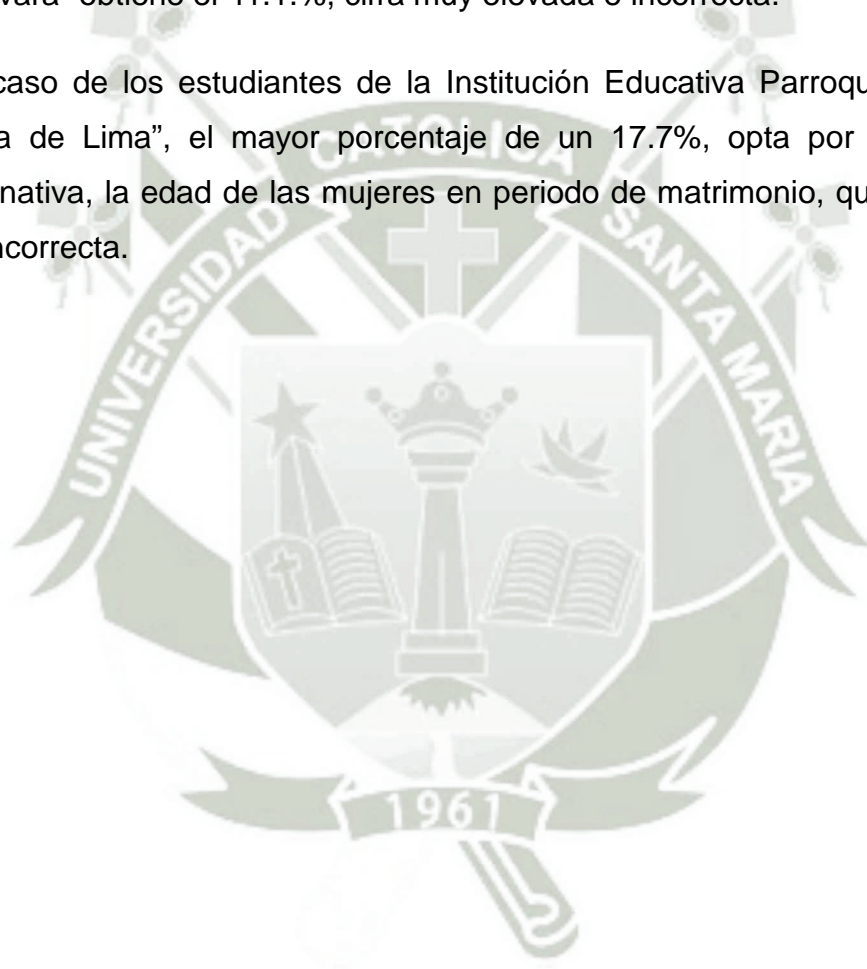 obtiene el 41.1.%, cifra muy elevada e incorrecta.
caso de los estudiantes de la Institución Educativa Parroqu
a de Lima”, el mayor porcentaje de un 17.7%, opta por
nativa, la edad de las mujeres en periodo de matrimonio, qu
ncorrecta.
UNIVERSIDAD CATOLICA SANTA MARIA
1961